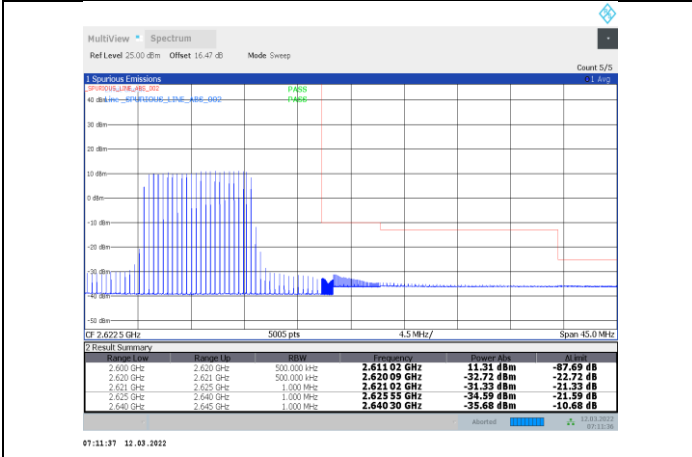 MultiView Spectrum
Ref Level 25.00 dBm Offset 16.47 dB Mode Sweep
Count 5/5
1 Spurious Emissions 1 Avg
_SPURIOUS_LINE_ABS_002 PASS
40 dBm Line _SPURIOUS_LINE_ABS_002 PASS
30 dBm
20 dBm
10 dBm
0 dBm
-10 dBm
-20 dBm
-30 dBm
-40 dBm
-50 dBm
CF 2.6225 GHz 5005 pts 4.5 MHz/ Span 45.0 MHz
2 Result Summary
Range Low Range Up RBW Frequency Power Abs ΔLimit
2.600 GHz 2.620 GHz 500.000 kHz 2.611 02 GHz 11.31 dBm -87.69 dB
2.620 GHz 2.621 GHz 500.000 kHz 2.620 09 GHz -32.72 dBm -22.72 dB
2.621 GHz 2.625 GHz 1.000 MHz 2.621 02 GHz -31.33 dBm -21.33 dB
2.625 GHz 2.640 GHz 1.000 MHz 2.625 55 GHz -34.59 dBm -21.59 dB
2.640 GHz 2.645 GHz 1.000 MHz 2.640 30 GHz -35.68 dBm -10.68 dB
Aborted 12.03.2022
07:11:36
07:11:37 12.03.2022